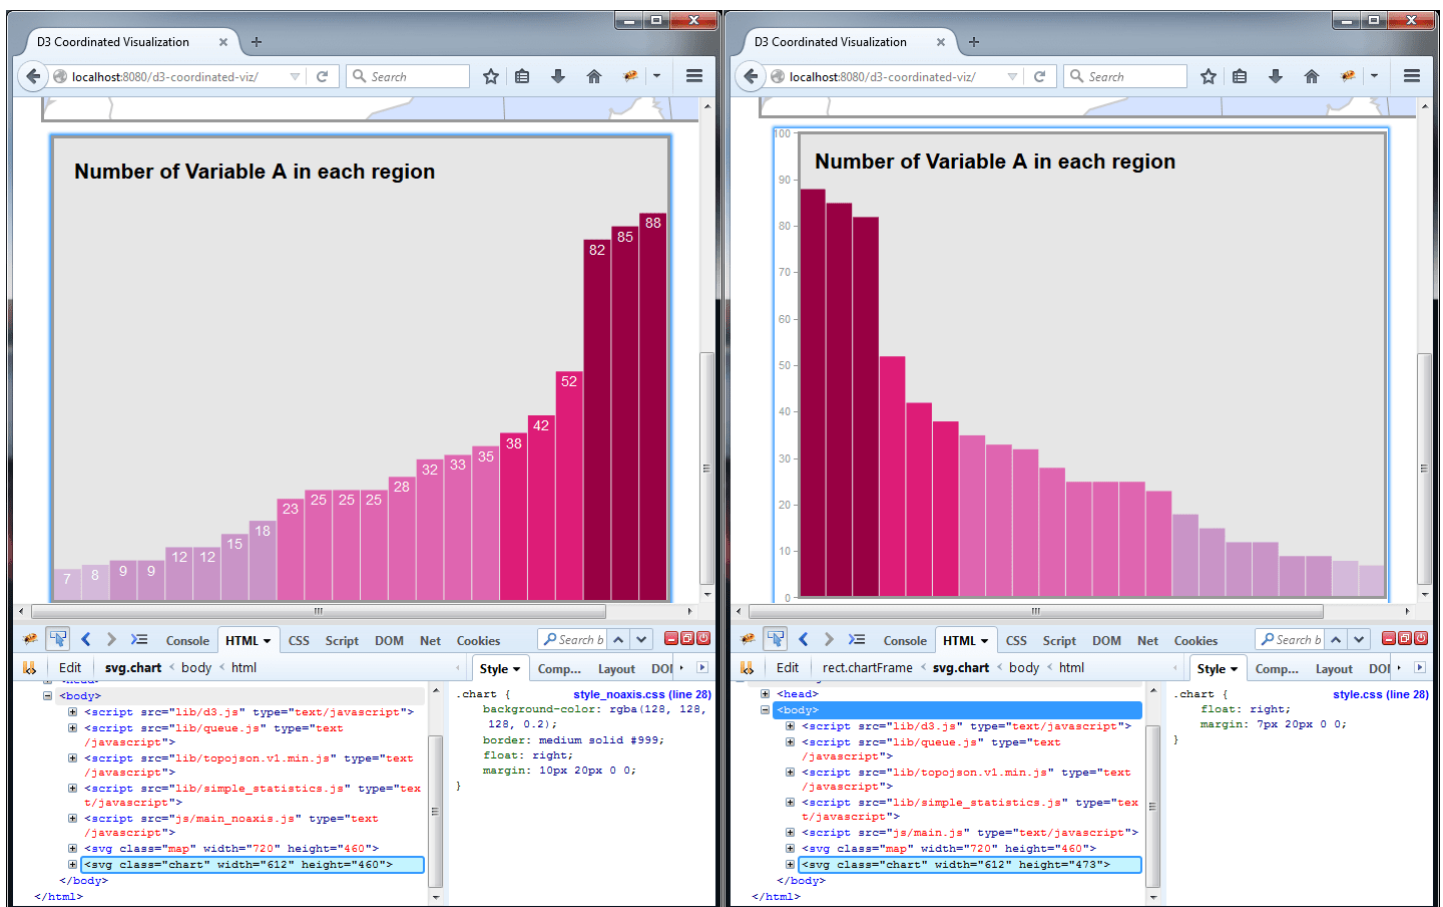 D3 Coordinated Visualization × +
localhost:8080/d3-coordinated-viz/ Search
Number of Variable A in each region
88
85
82
52
42
38
35
33
32
28
25 25 25
23
18
15
12 12
9 9
8
7
Console HTML CSS Script DOM Net Cookies Search b
Edit svg.chart < body < html
Style Comp... Layout DOI
<head>
<body>
<script src="lib/d3.js" type="text/javascript">
<script src="lib/queue.js" type="text
/javascript">
<script src="lib/topojson.v1.min.js" type="text
/javascript">
<script src="lib/simple_statistics.js" type="tex
t/javascript">
<script src="js/main_noaxis.js" type="text
/javascript">
<svg class="map" width="720" height="460">
<svg class="chart" width="612" height="460">
</body>
</html>
.chart { style_noaxis.css (line 28)
background-color: rgba(128, 128,
128, 0.2);
border: medium solid #999;
float: right;
margin: 10px 20px 0 0;
}
D3 Coordinated Visualization × +
localhost:8080/d3-coordinated-viz/ Search
Number of Variable A in each region
100
90
80
70
60
50
40
30
20
10
0
Console HTML CSS Script DOM Net Cookies Search b
Edit rect.chartFrame < svg.chart < body < html
Style Comp... Layout DOI
<head>
<body>
<script src="lib/d3.js" type="text/javascript">
<script src="lib/queue.js" type="text
/javascript">
<script src="lib/topojson.v1.min.js" type="text
/javascript">
<script src="lib/simple_statistics.js" type="tex
t/javascript">
<script src="js/main.js" type="text/javascript">
<svg class="map" width="720" height="460">
<svg class="chart" width="612" height="473">
</body>
</html>
.chart { style.css (line 28)
float: right;
margin: 7px 20px 0 0;
}